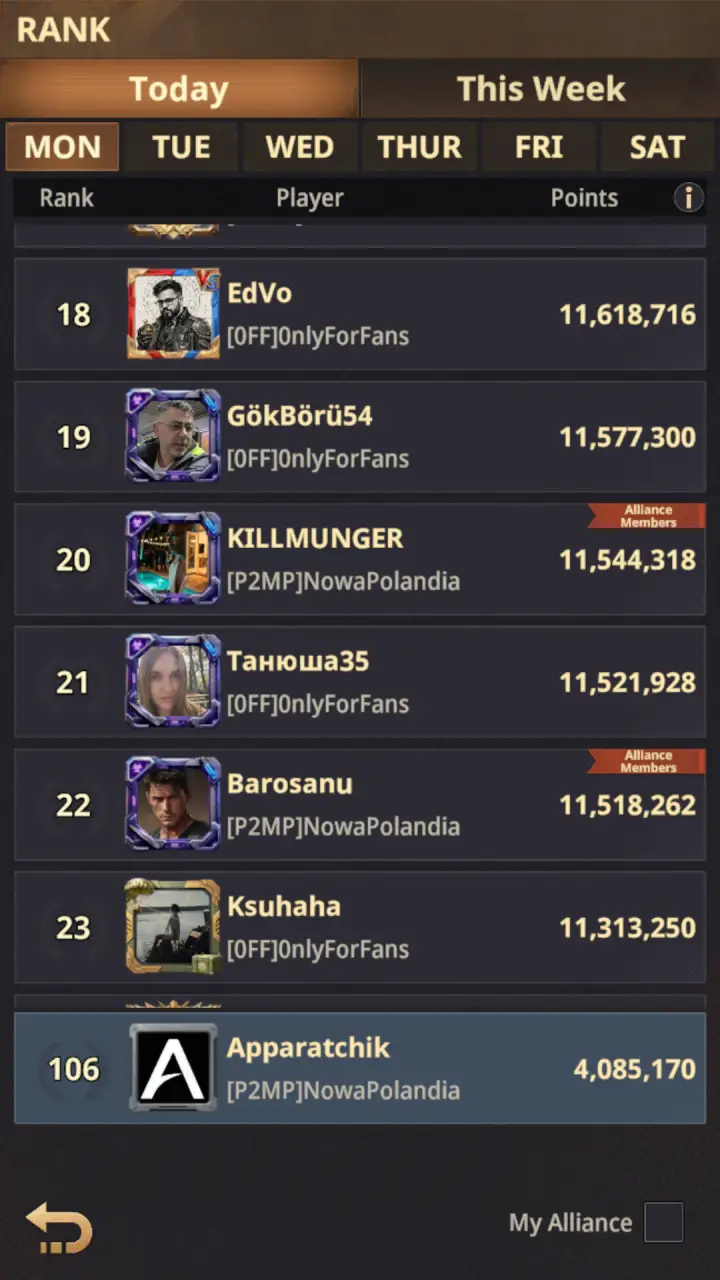 RANK
Today
This Week
MON
TUE
WED
THUR
FRI
SAT
Rank
Player
Points
18
VS
EdVo
[0FF]0nlyForFans
11,618,716
19
GökBörü54
[0FF]0nlyForFans
11,577,300
Alliance
Members
20
KILLMUNGER
[P2MP]NowaPolandia
11,544,318
21
Танюша35
[0FF]0nlyForFans
11,521,928
Alliance
Members
22
Barosanu
[P2MP]NowaPolandia
11,518,262
23
Ksuhaha
[0FF]0nlyForFans
11,313,250
106
Apparatchik
[P2MP]NowaPolandia
4,085,170
My Alliance